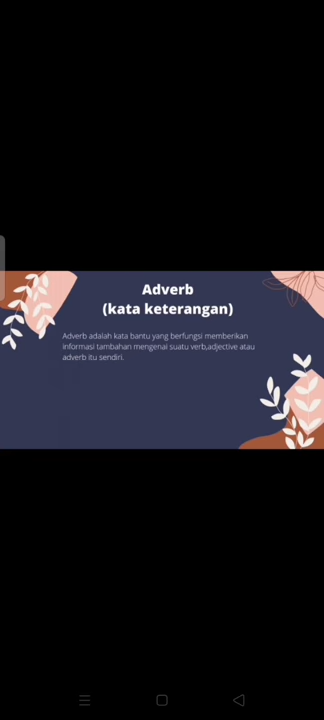 Adverb
(kata keterangan)
Adverb adalah kata bantu yang berfungsi memberikan
informasi tambahan mengenai suatu verb,adjective atau
adverb itu sendiri.